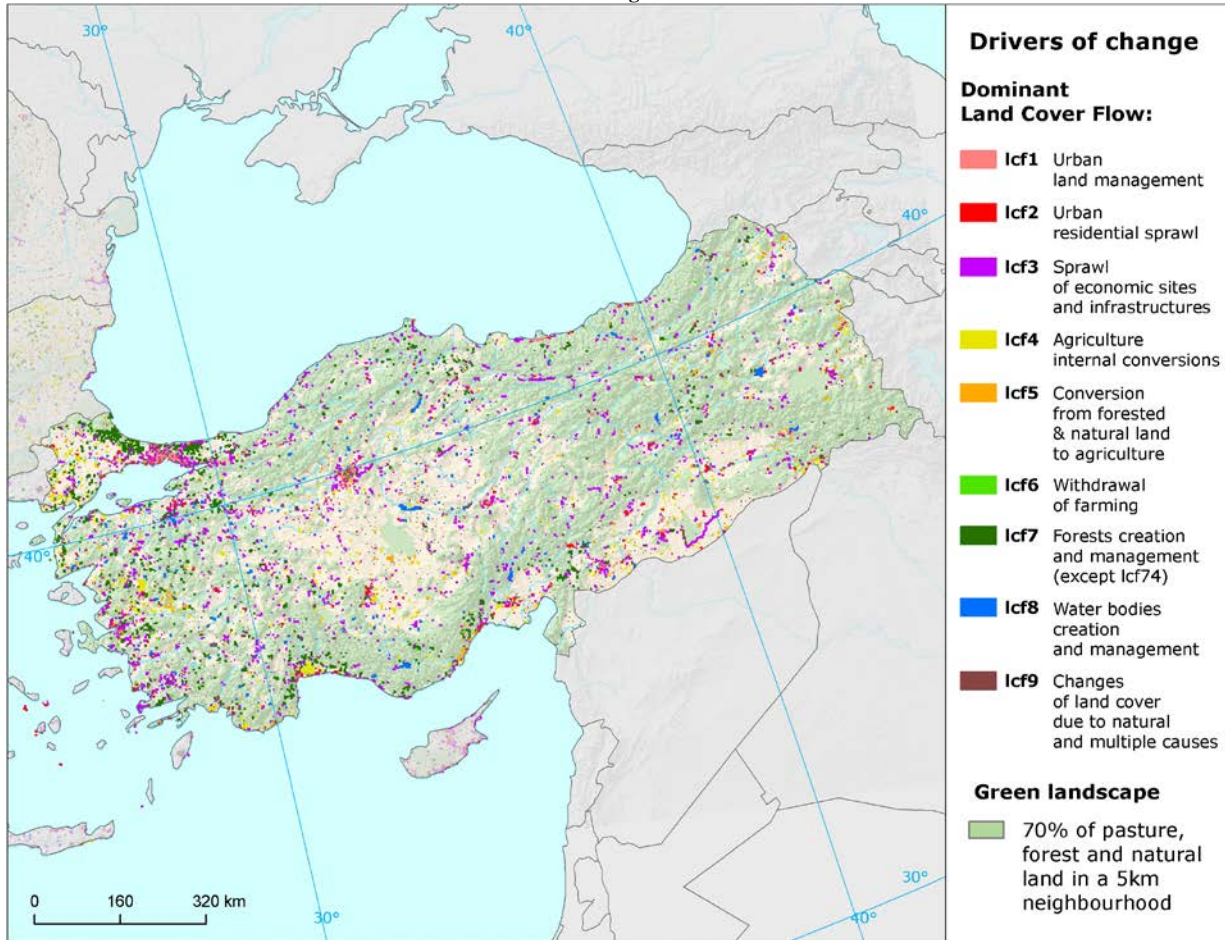 30°
40°
40°
40°
30°
40°
30°
0 160 320 km
Drivers of change
Dominant
Land Cover Flow:
lcf1 Urban
land management
lcf2 Urban
residential sprawl
lcf3 Sprawl
of economic sites
and infrastructures
lcf4 Agriculture
internal conversions
lcf5 Conversion
from forested
& natural land
to agriculture
lcf6 Withdrawal
of farming
lcf7 Forests creation
and management
(except lcf74)
lcf8 Water bodies
creation
and management
lcf9 Changes
of land cover
due to natural
and multiple causes
Green landscape
70% of pasture,
forest and natural
land in a 5km
neighbourhood